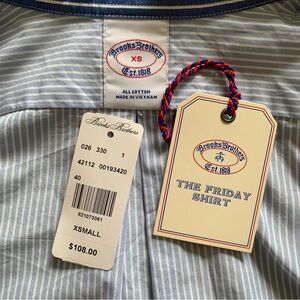 Brooks Brothers
XS
Est. 1818
ALL COTTON
MADE IN VIETNAM
Brooks Brothers
026 330 1
42112 00193420
40
821073061
XSMALL
$108.00
Brooks Brothers
Est. 1818
THE FRIDAY
SHIRT